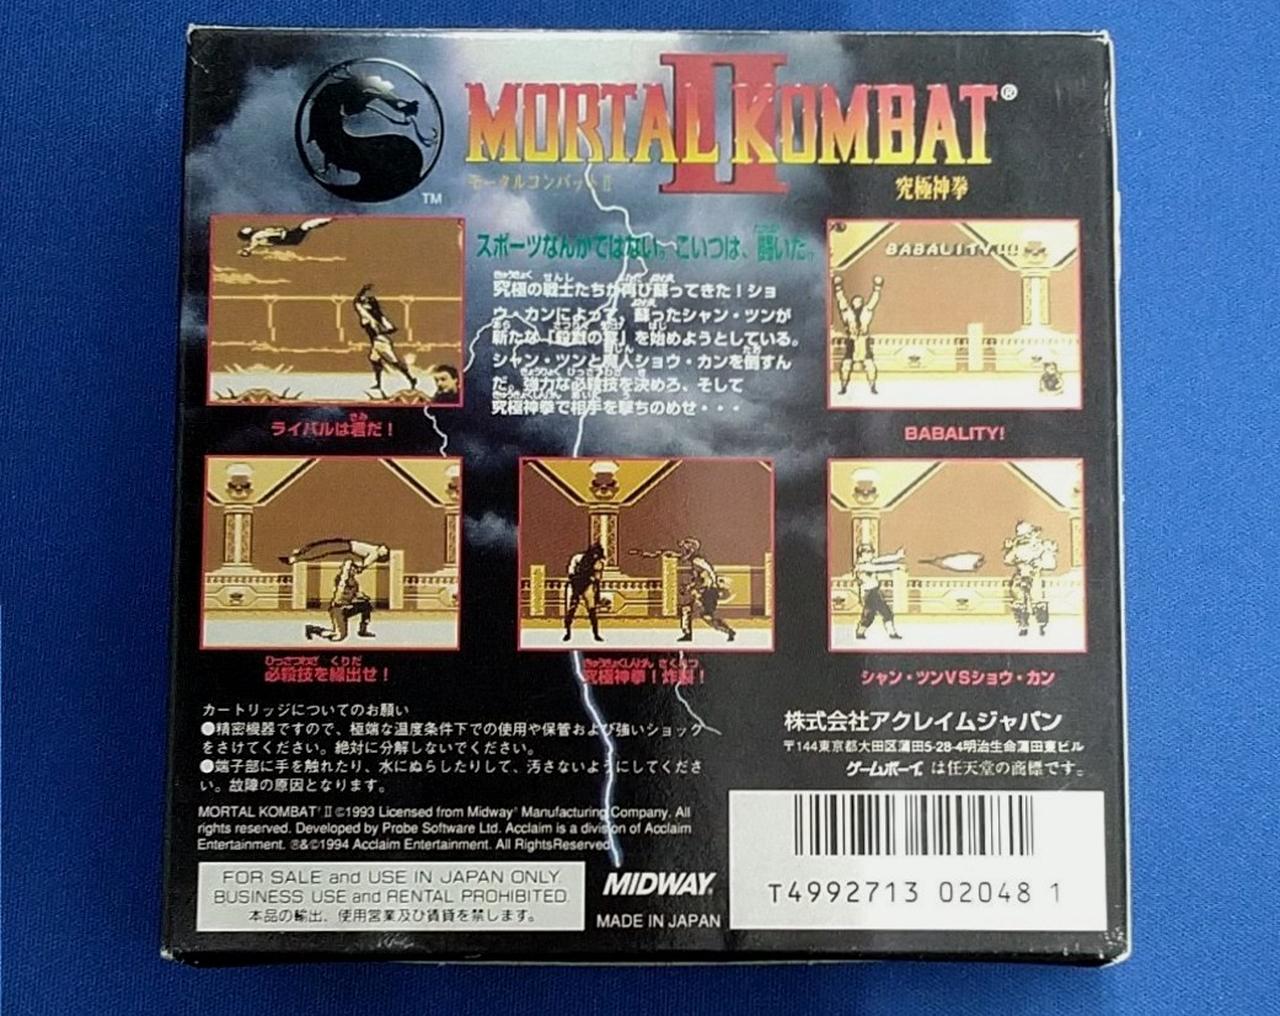 MORTAL KOMBAT II®
モータルコンバットII
究極神拳
TM
スポーツなんかではない。こいつは、闘いだ。
究極の戦士たちが再び蘇ってきた！ショ
ウ・カンによって、蘇ったシャン・ツンが
新たな「殺戮の宴」を始めようとしている。
シャン・ツンと魔人ショウ・カンを倒すん
だ。強力な必殺技を決めろ、そして
究極神拳で相手を撃ちのめせ・・・
BABALITY
ライバルは君だ！
BABALITY!
必殺技を繰出せ！
究極神拳！炸裂！
シャン・ツンVSショウ・カン
カートリッジについてのお願い
●精密機器ですので、極端な温度条件下での使用や保管および強いショック
をさけてください。絶対に分解しないでください。
●端子部に手を触れたり、水にぬらしたりして、汚さないようにしてくださ
い。故障の原因となります。
株式会社アクレイムジャパン
〒144東京都大田区蒲田5-28-4明治生命蒲田東ビル
ゲームボーイは任天堂の商標です。
MORTAL KOMBAT® II ©1993 Licensed from Midway® Manufacturing Company. All
rights reserved. Developed by Probe Software Ltd. Acclaim is a division of Acclaim
Entertainment. ®&©1994 Acclaim Entertainment. All RightsReserved.
FOR SALE and USE IN JAPAN ONLY.
BUSINESS USE and RENTAL PROHIBITED.
本品の輸出、使用営業及び賃貸を禁じます。
MIDWAY®
MADE IN JAPAN
T4992713 02048 1